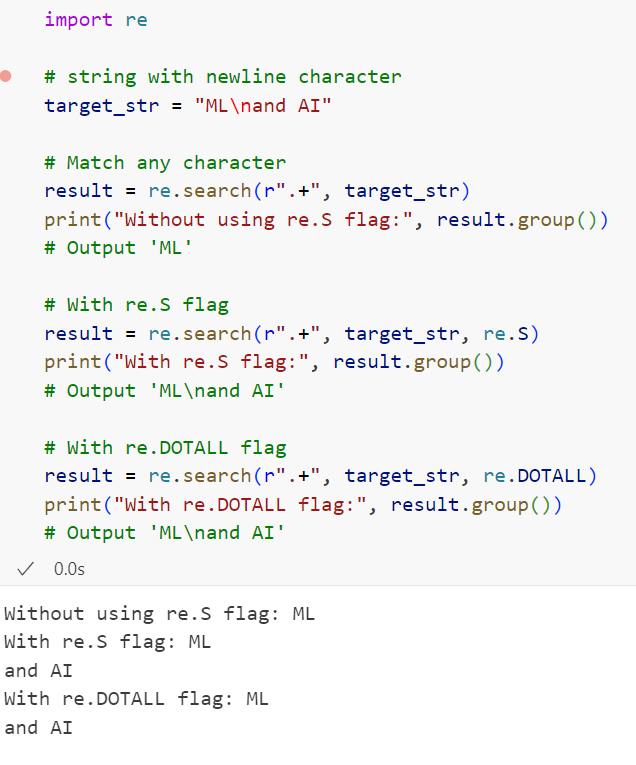 import re
# string with newline character
target_str = "ML\nand AI"
# Match any character
result = re.search(r".+", target_str)
print("Without using re.S flag:", result.group())
# Output 'ML'
# With re.S flag
result = re.search(r".+", target_str, re.S)
print("With re.S flag:", result.group())
# Output 'ML\nand AI'
# With re.DOTALL flag
result = re.search(r".+", target_str, re.DOTALL)
print("With re.DOTALL flag:", result.group())
# Output 'ML\nand AI'
0.0s
Without using re.S flag: ML
With re.S flag: ML
and AI
With re.DOTALL flag: ML
and AI